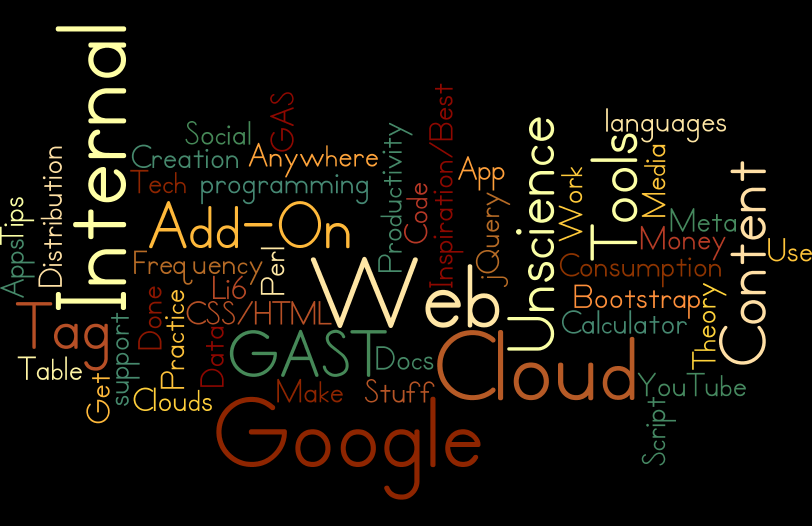 Internal
Social
GAS
Creation
Anywhere
Tech
programming
Productivity
Code
Inspiration/Best
App
jQuery
Unscience
Work
languages
Tools
Media
Meta
Money
Content
Use
Tips
Apps
Distribution
Add-On
Frequency
Perl
Li6
CSS/HTML
Web
Consumption
Bootstrap
Calculator
Theory
Tag
Table
Get
support
Done
Practice
Data
Clouds
GAST
Docs
Make
Stuff
Cloud
YouTube
Script
Google